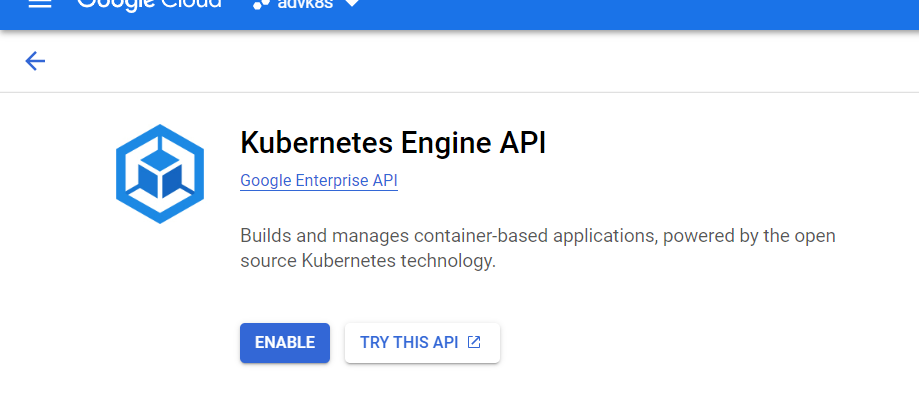 Google Cloud advk8s
Kubernetes Engine API
Google Enterprise API
Builds and manages container-based applications, powered by the open
source Kubernetes technology.
ENABLE TRY THIS API